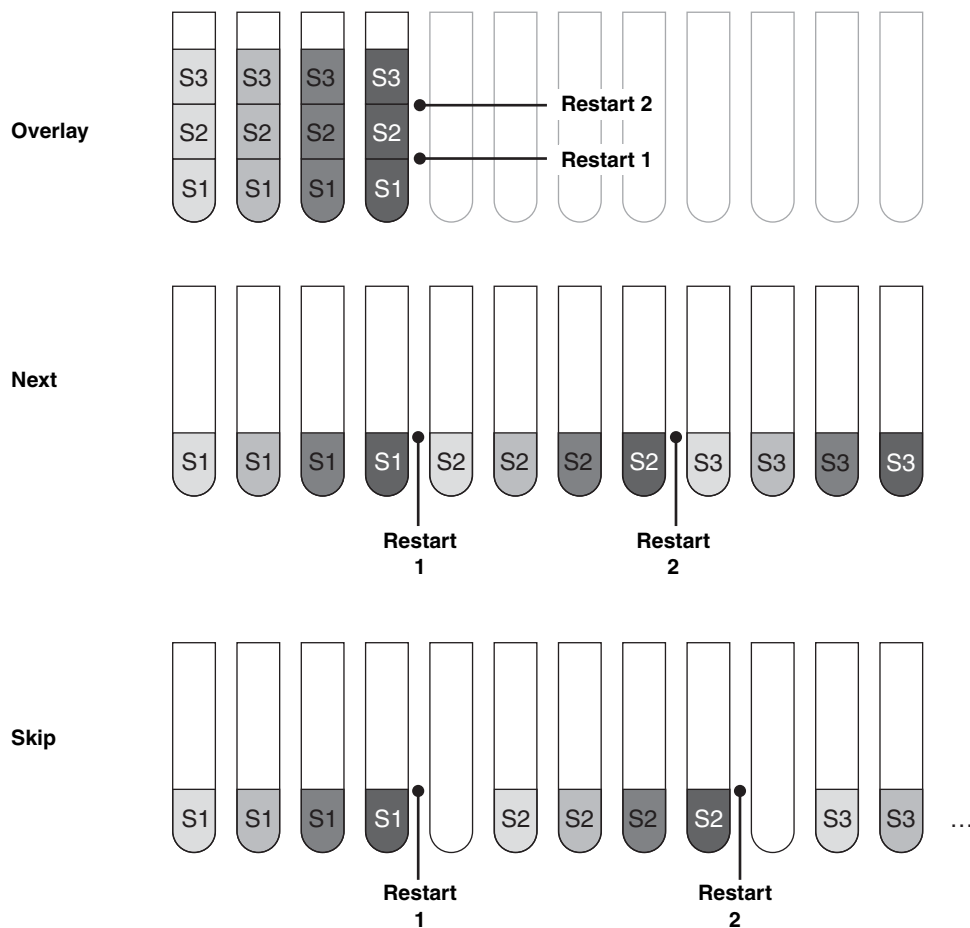 S3 S3 S3 S3
Restart 2
Overlay
S2 S2 S2 S2
Restart 1
S1 S1 S1 S1
Next
S1 S1 S1 S1 S2 S2 S2 S2 S3 S3 S3 S3
Restart
1
Restart
2
Skip
S1 S1 S1 S1 S2 S2 S2 S2 S3 S3 ...
Restart
1
Restart
2